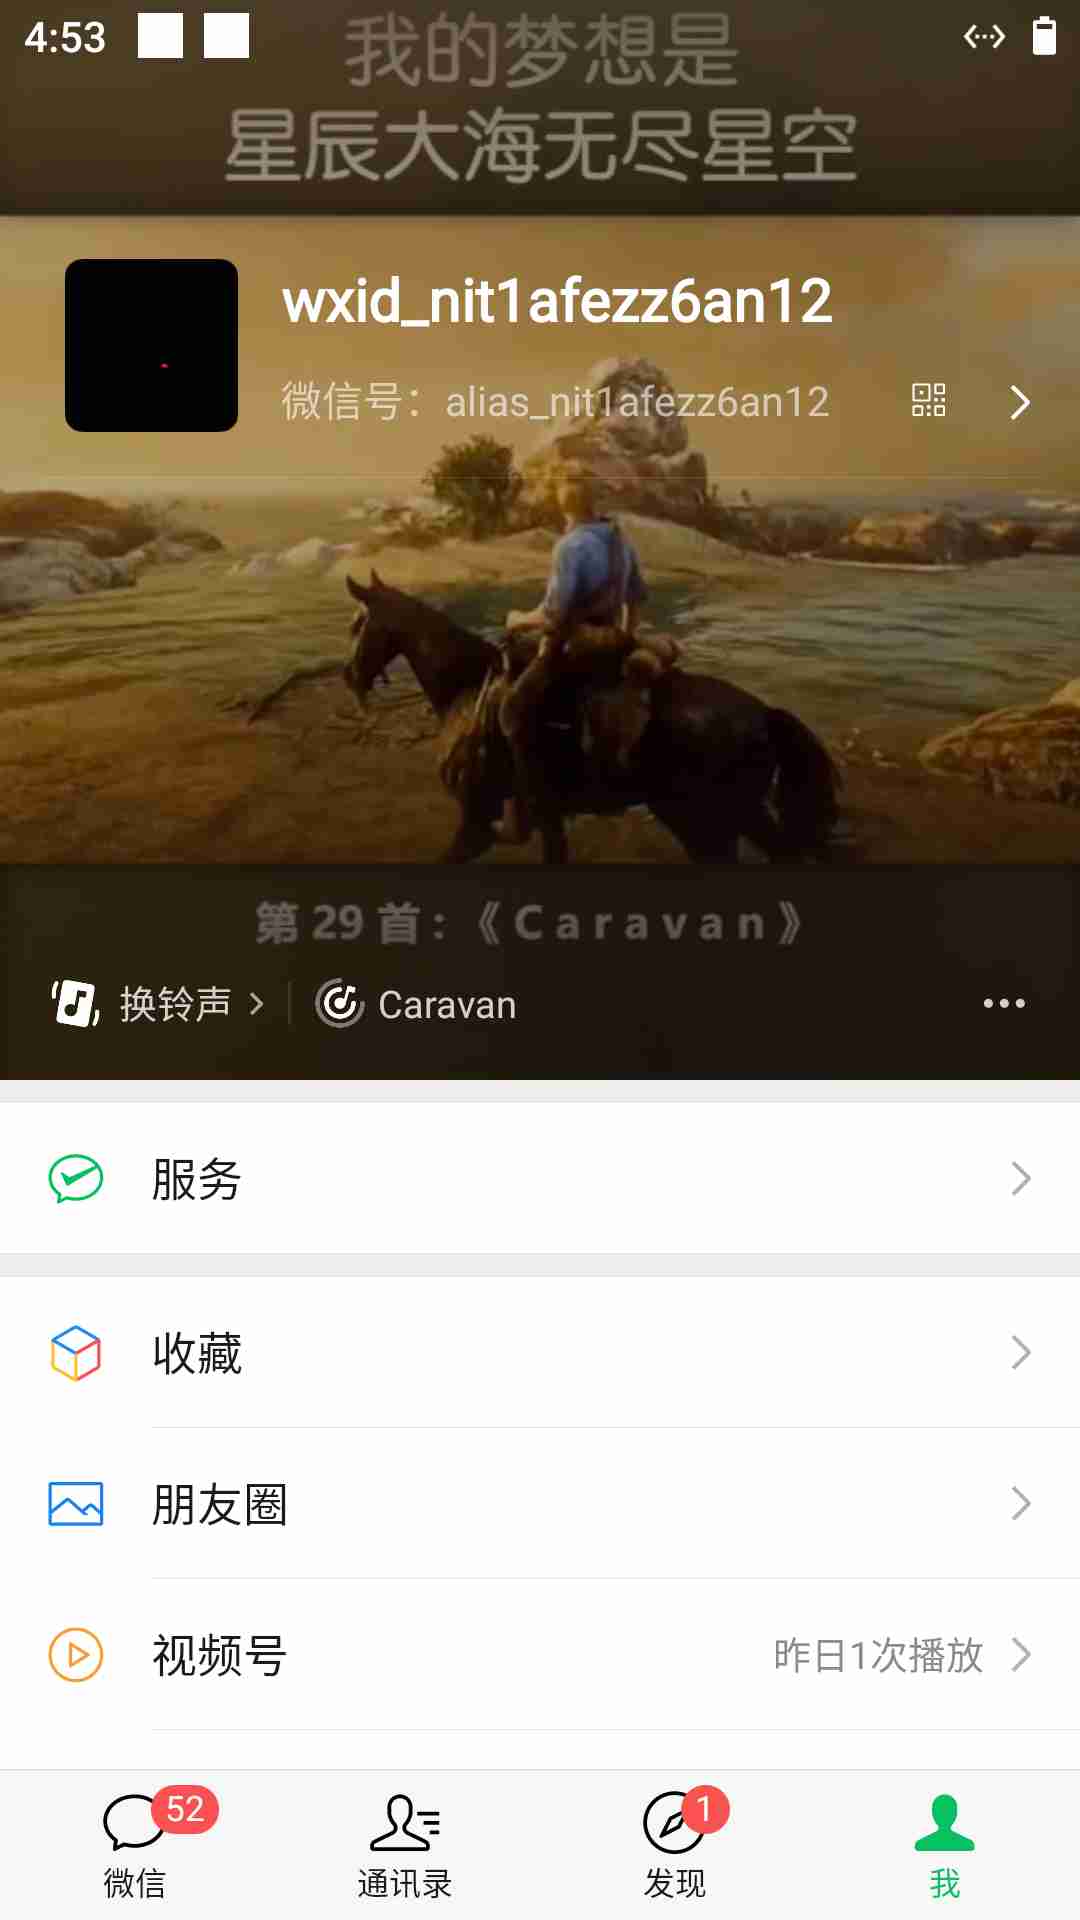 4:53
我的梦想是
星辰大海无尽星空
wxid_nit1afezz6an12
微信号：alias_nit1afezz6an12
第29首:《Caravan》
换铃声
Caravan
服务
收藏
朋友圈
视频号
昨日1次播放
52
1
微信
通讯录
发现
我